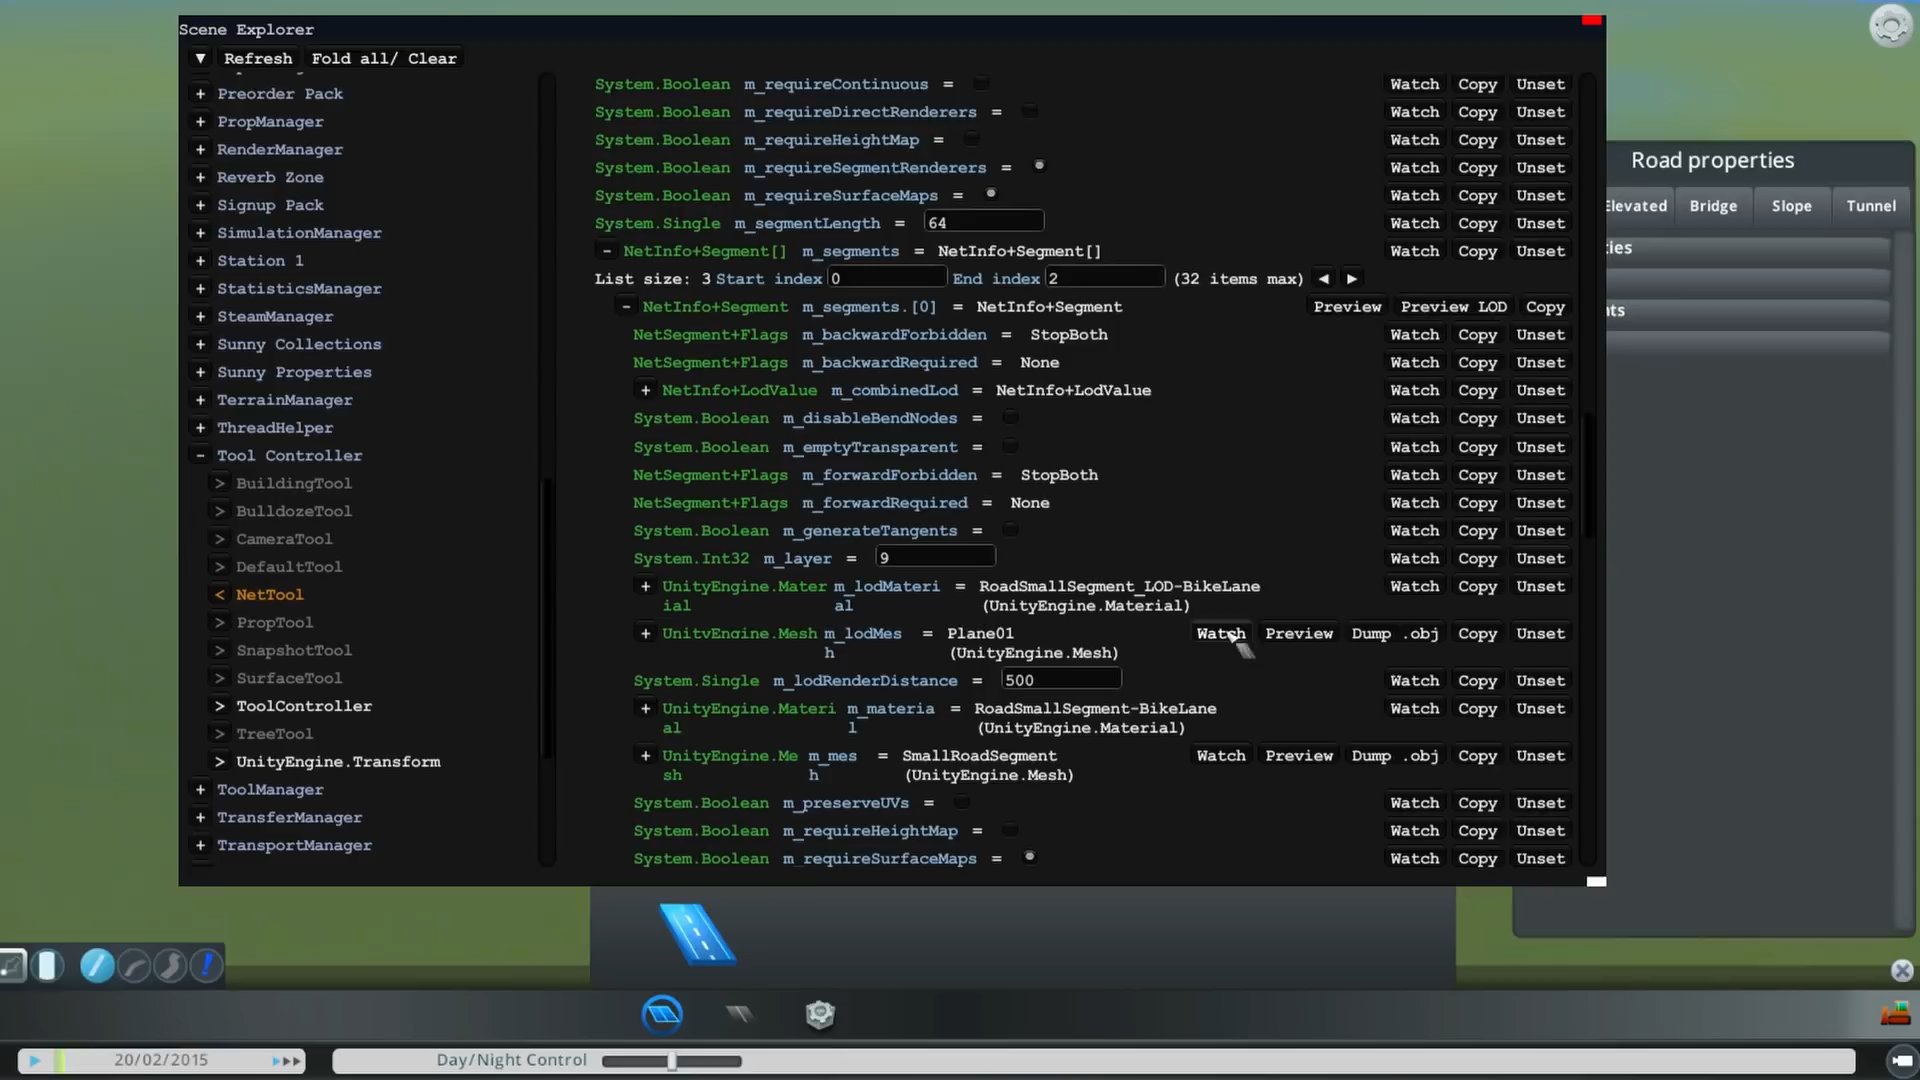 Scene Explorer
▼ Refresh Fold all/ Clear
+ Preorder Pack
+ PropManager
+ RenderManager
+ Reverb Zone
+ Signup Pack
+ SimulationManager
+ Station 1
+ StatisticsManager
+ SteamManager
+ Sunny Collections
+ Sunny Properties
+ TerrainManager
+ ThreadHelper
- Tool Controller
> BuildingTool
> BulldozeTool
> CameraTool
> DefaultTool
< NetTool
> PropTool
> SnapshotTool
> SurfaceTool
> ToolController
> TreeTool
> UnityEngine.Transform
+ ToolManager
+ TransferManager
+ TransportManager
System.Boolean m_requireContinuous = Watch Copy Unset
System.Boolean m_requireDirectRenderers = Watch Copy Unset
System.Boolean m_requireHeightMap = Watch Copy Unset
System.Boolean m_requireSegmentRenderers = Watch Copy Unset
System.Boolean m_requireSurfaceMaps = Watch Copy Unset
System.Single m_segmentLength = 64 Watch Copy Unset
- NetInfo+Segment[] m_segments = NetInfo+Segment[] Watch Copy Unset
List size: 3 Start index 0 End index 2 (32 items max) ◀ ▶
- NetInfo+Segment m_segments.[0] = NetInfo+Segment Preview Preview LOD Copy
NetSegment+Flags m_backwardForbidden = StopBoth Watch Copy Unset
NetSegment+Flags m_backwardRequired = None Watch Copy Unset
+ NetInfo+LodValue m_combinedLod = NetInfo+LodValue Watch Copy Unset
System.Boolean m_disableBendNodes = Watch Copy Unset
System.Boolean m_emptyTransparent = Watch Copy Unset
NetSegment+Flags m_forwardForbidden = StopBoth Watch Copy Unset
NetSegment+Flags m_forwardRequired = None Watch Copy Unset
System.Boolean m_generateTangents = Watch Copy Unset
System.Int32 m_layer = 9 Watch Copy Unset
+ UnityEngine.Mater m_lodMateri = RoadSmallSegment_LOD-BikeLane Watch Copy Unset
ial al (UnityEngine.Material)
+ UnityEngine.Mesh m_lodMes = Plane01 Watch Preview Dump .obj Copy Unset
h (UnityEngine.Mesh)
System.Single m_lodRenderDistance = 500 Watch Copy Unset
+ UnityEngine.Materi m_materia = RoadSmallSegment-BikeLane Watch Copy Unset
al l (UnityEngine.Material)
+ UnityEngine.Me m_mes = SmallRoadSegment Watch Preview Dump .obj Copy Unset
sh h (UnityEngine.Mesh)
System.Boolean m_preserveUVs = Watch Copy Unset
System.Boolean m_requireHeightMap = Watch Copy Unset
System.Boolean m_requireSurfaceMaps = Watch Copy Unset
Road properties
Elevated Bridge Slope Tunnel
ties
nts
20/02/2015
Day/Night Control